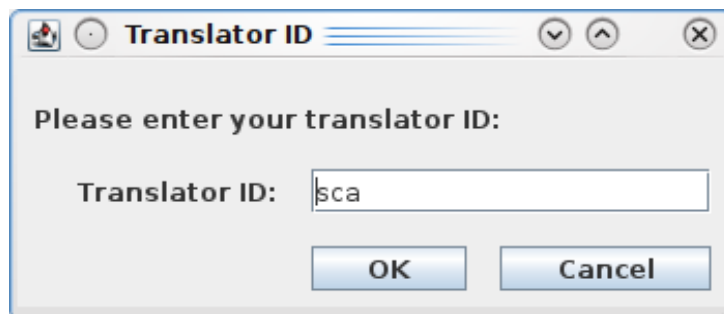 Translator ID
Please enter your translator ID:
Translator ID: sca
OK Cancel